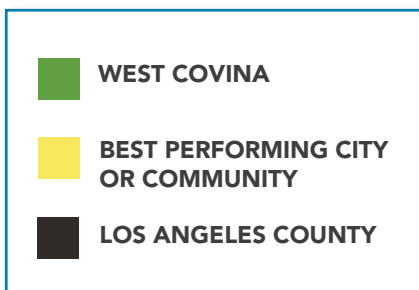 WEST COVINA
BEST PERFORMING CITY
OR COMMUNITY
LOS ANGELES COUNTY